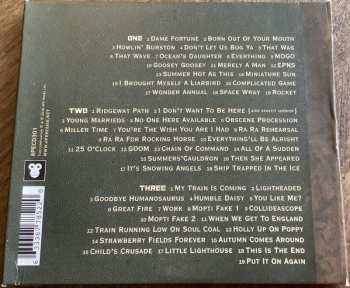 ONE 1 DAME FORTUNE 2 BORN OUT OF YOUR MOUTH
3 HOWLIN' BURSTON 4 DON'T LET US BOG YA 5 THAT WAS
6 THAT WAVE 7 OCEAN'S DAUGHTER 8 EVERYTHING 9 MOGO
10 GOOSEY GOOSEY 11 MERELY A MAN 12 EPNS
13 SUMMER HOT AS THIS 14 MINIATURE SUN
15 I BOUGHT MYSELF A LIARBIRD 16 COMPLICATED GAME
17 WONDER ANNUAL 18 SPACE WRAY 19 ROCKET
TWO 1 RIDGEWAY PATH 2 I DON'T WANT TO BE HERE
3 YOUNG MARRIEDS 4 NO ONE HERE AVAILABLE 5 OBSCENE PROCESSION
6 MILLER TIME 7 YOU'RE THE WISH YOU ARE I HAD 8 RA RA REHEARSAL
9 RA RA FOR ROCKING HORSE 10 EVERYTHING'LL BE ALRIGHT
11 25 O'CLOCK 12 GOOM 13 CHAIN OF COMMAND 14 ALL OF A SUDDEN
15 SUMMERS'CAULDRON 16 THEN SHE APPEARED
17 IT'S SNOWING ANGELS 18 SHIP TRAPPED IN THE ICE
THREE 1 MY TRAIN IS COMING 2 LIGHTHEADED
3 GOODBYE HUMANOSAURUS 4 HUMBLE DAISY 5 YOU LIKE ME?
6 GREAT FIRE 7 WORK 8 MOPTI FAKE 1 9 COLLIDEASCOPE
10 MOPTI FAKE 2 11 WHEN WE GET TO ENGLAND
12 TRAIN RUNNING LOW ON SOUL COAL 13 HOLLY UP ON POPPY
14 STRAWBERRY FIELDS FOREVER 15 AUTUMN COMES AROUND
16 CHILD'S CRUSADE 17 LITTLE LIGHTHOUSE 18 THIS IS THE END
19 PUT IT ON AGAIN
APECD301